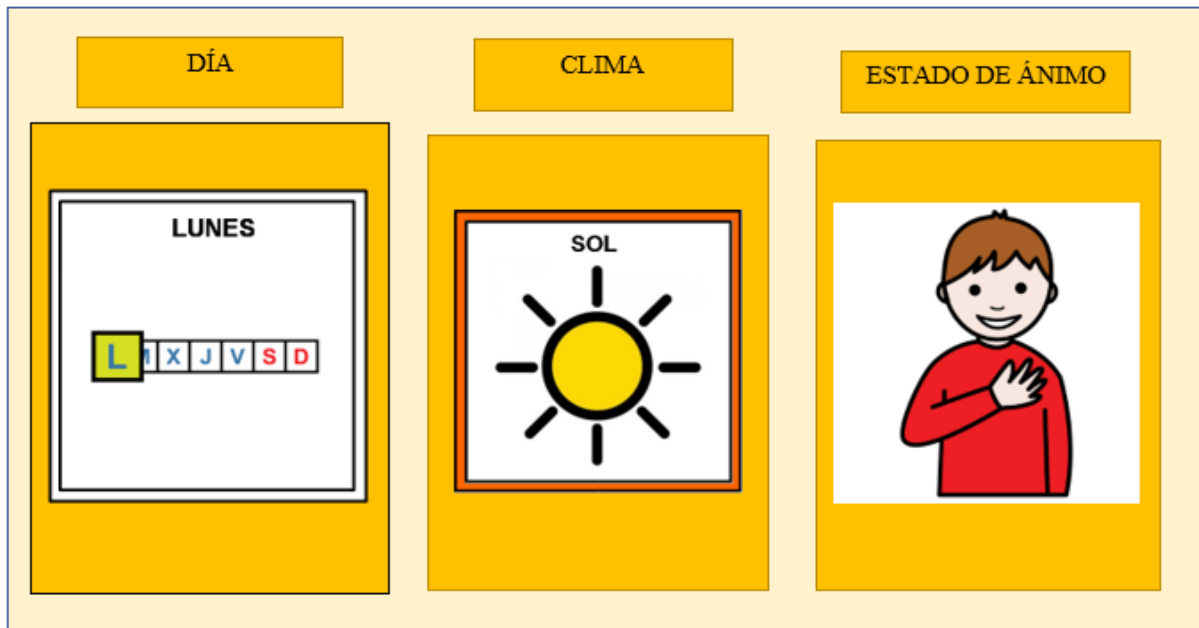 DÍA
CLIMA
ESTADO DE ÁNIMO
LUNES
L M X J V S D
SOL